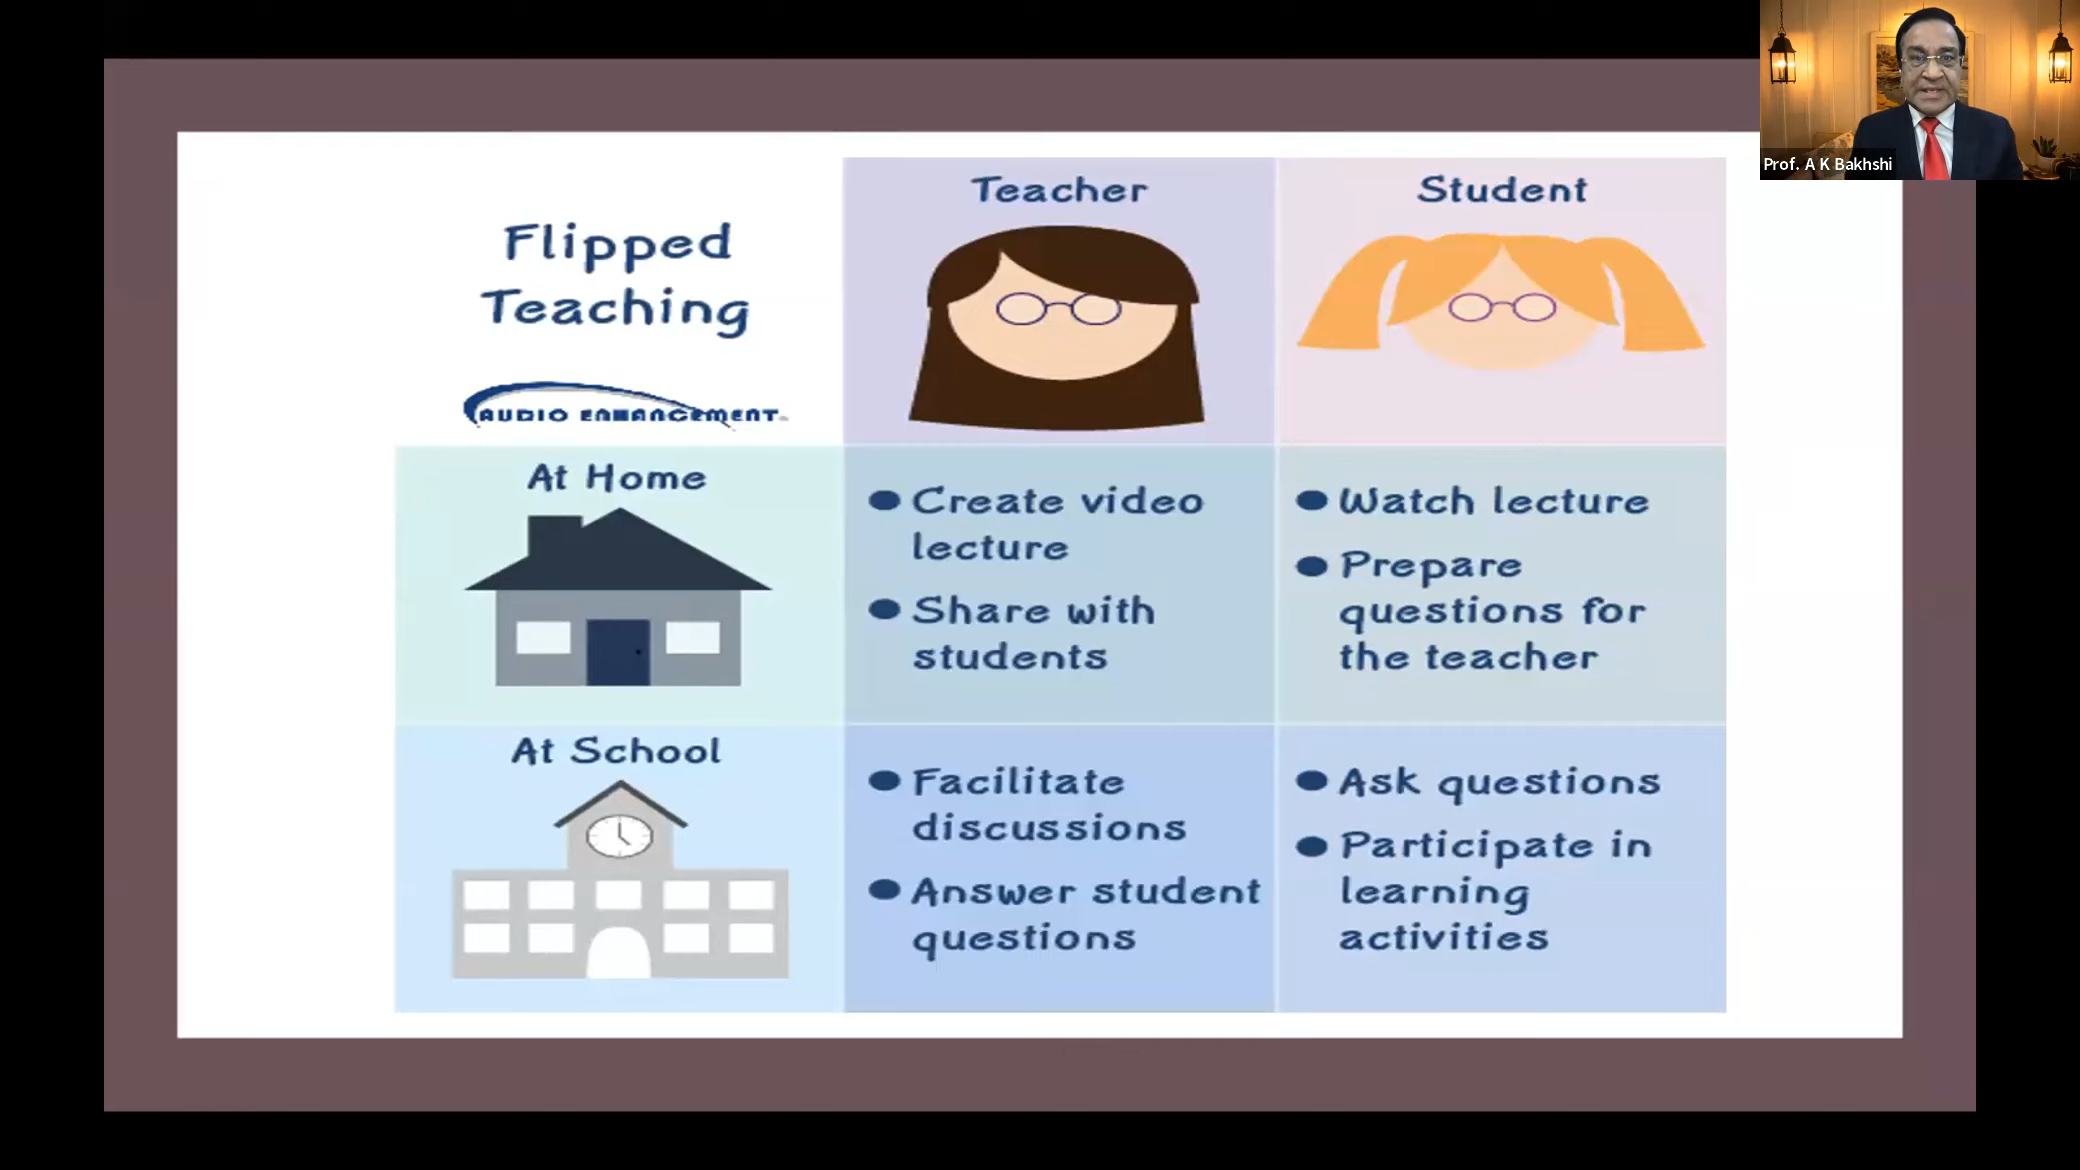 Prof. A K Bakhshi
Teacher
Student
Flipped
Teaching
AUDIO ENHANCEMENT
At Home
● Create video
lecture
● Share with
students
● Watch lecture
● Prepare
questions for
the teacher
At School
● Facilitate
discussions
● Answer student
questions
● Ask questions
● Participate in
learning
activities